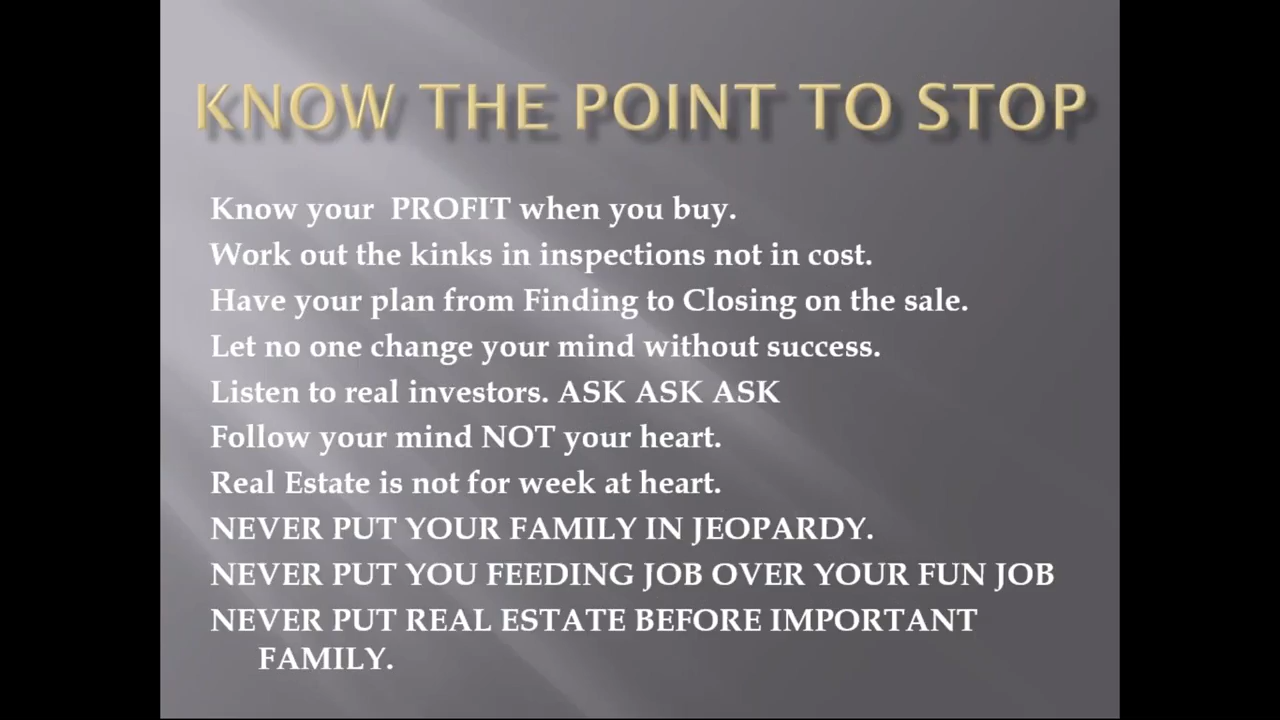 KNOW THE POINT TO STOP
Know your PROFIT when you buy.
Work out the kinks in inspections not in cost.
Have your plan from Finding to Closing on the sale.
Let no one change your mind without success.
Listen to real investors. ASK ASK ASK
Follow your mind NOT your heart.
Real Estate is not for week at heart.
NEVER PUT YOUR FAMILY IN JEOPARDY.
NEVER PUT YOU FEEDING JOB OVER YOUR FUN JOB
NEVER PUT REAL ESTATE BEFORE IMPORTANT
FAMILY.